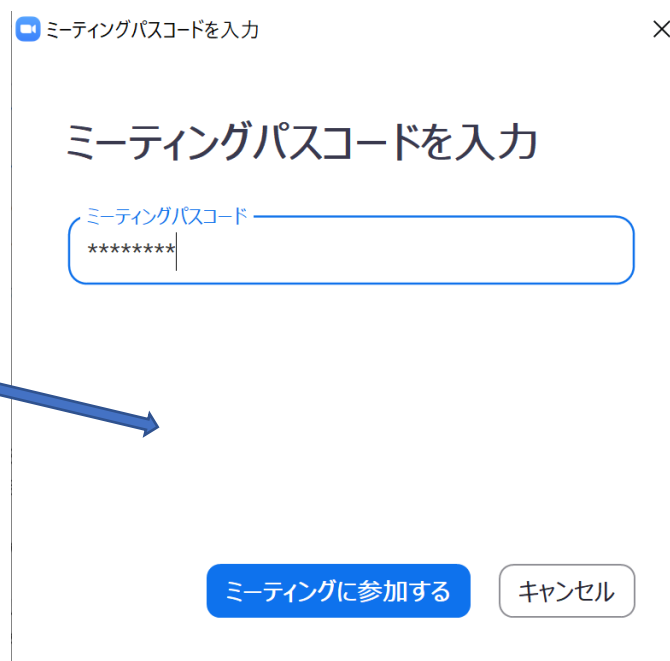 ミーティングパスコードを入力
ミーティングパスコードを入力
ミーティングパスコード
********
ミーティングに参加する
キャンセル